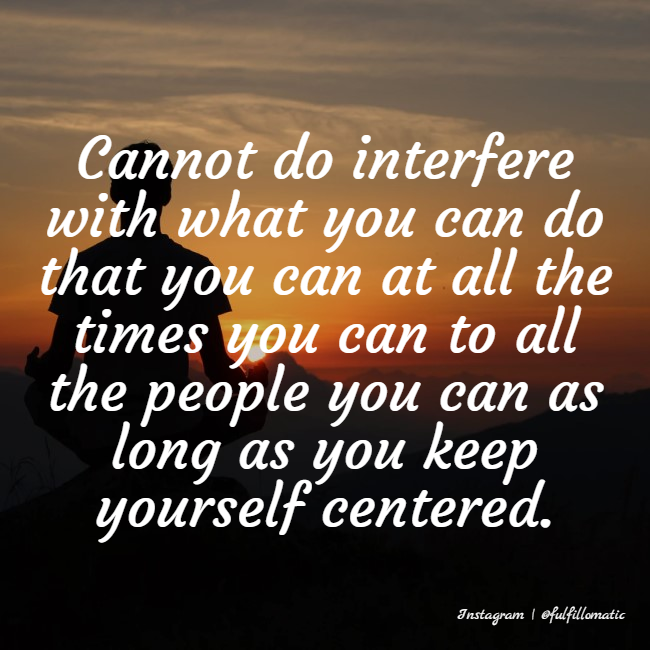 Cannot do interfere
with what you can do
that you can at all the
times you can to all
the people you can as
long as you keep
yourself centered.
Instagram | @fulfillomatic